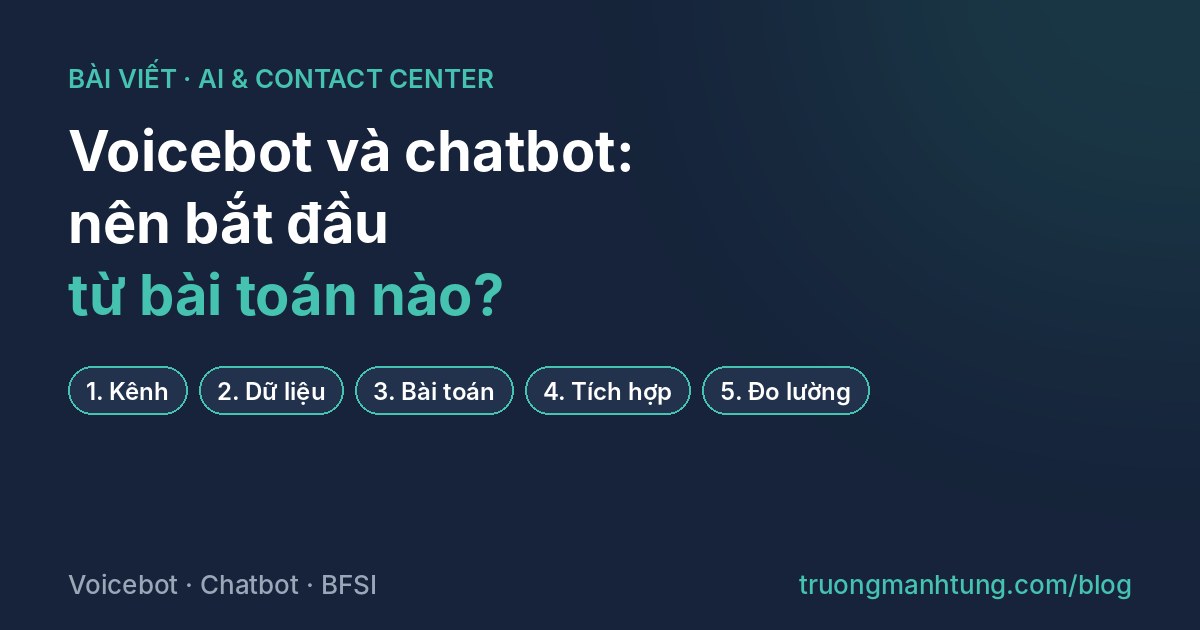 BÀI VIẾT · AI & CONTACT CENTER
Voicebot và chatbot:
nên bắt đầu
từ bài toán nào?
1. Kênh 2. Dữ liệu 3. Bài toán 4. Tích hợp 5. Đo lường
Voicebot · Chatbot · BFSI
truongmanhtung.com/blog